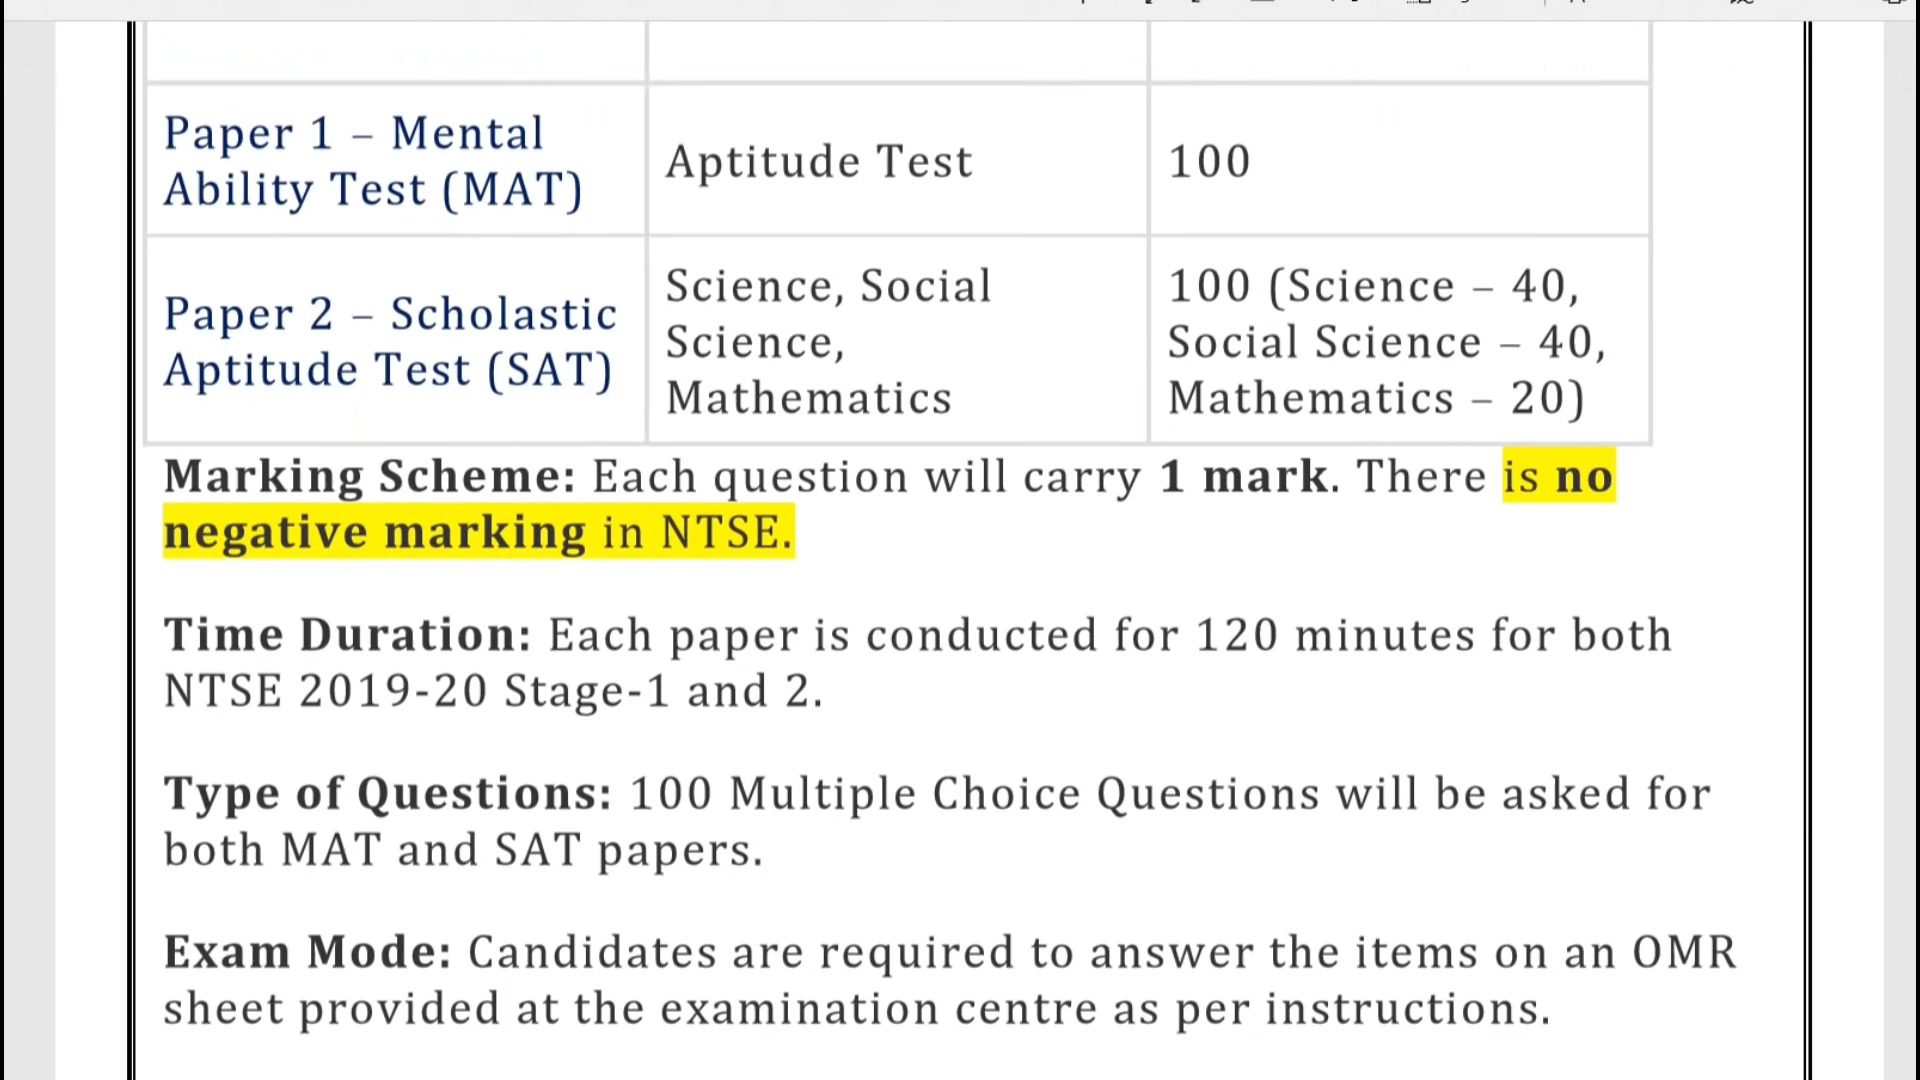 Paper 1 – Mental
Ability Test (MAT)
Aptitude Test
100
Paper 2 – Scholastic
Aptitude Test (SAT)
Science, Social
Science,
Mathematics
100 (Science – 40,
Social Science – 40,
Mathematics – 20)
Marking Scheme: Each question will carry 1 mark. There is no
negative marking in NTSE.
Time Duration: Each paper is conducted for 120 minutes for both
NTSE 2019-20 Stage-1 and 2.
Type of Questions: 100 Multiple Choice Questions will be asked for
both MAT and SAT papers.
Exam Mode: Candidates are required to answer the items on an OMR
sheet provided at the examination centre as per instructions.